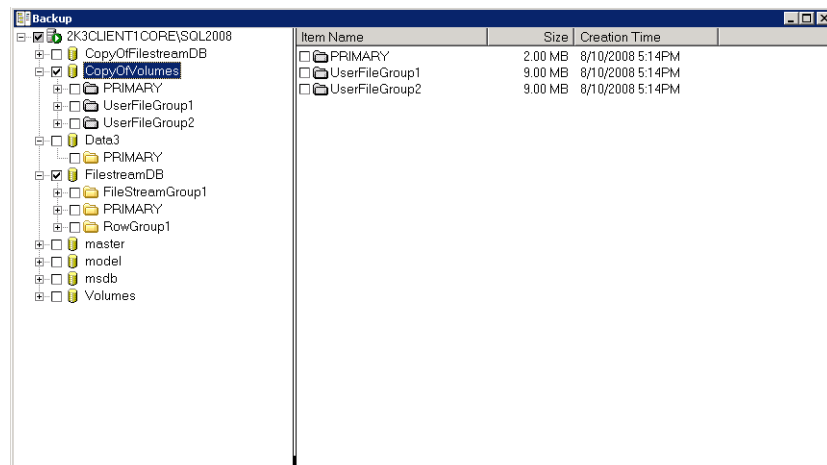 Backup
2K3CLIENT1CORE\SQL2008
CopyOfFilestreamDB
CopyOfVolumes
PRIMARY
UserFileGroup1
UserFileGroup2
Data3
PRIMARY
FilestreamDB
FileStreamGroup1
PRIMARY
RowGroup1
master
model
msdb
Volumes
Item Name Size Creation Time
PRIMARY 2.00 MB 8/10/2008 5:14PM
UserFileGroup1 9.00 MB 8/10/2008 5:14PM
UserFileGroup2 9.00 MB 8/10/2008 5:14PM